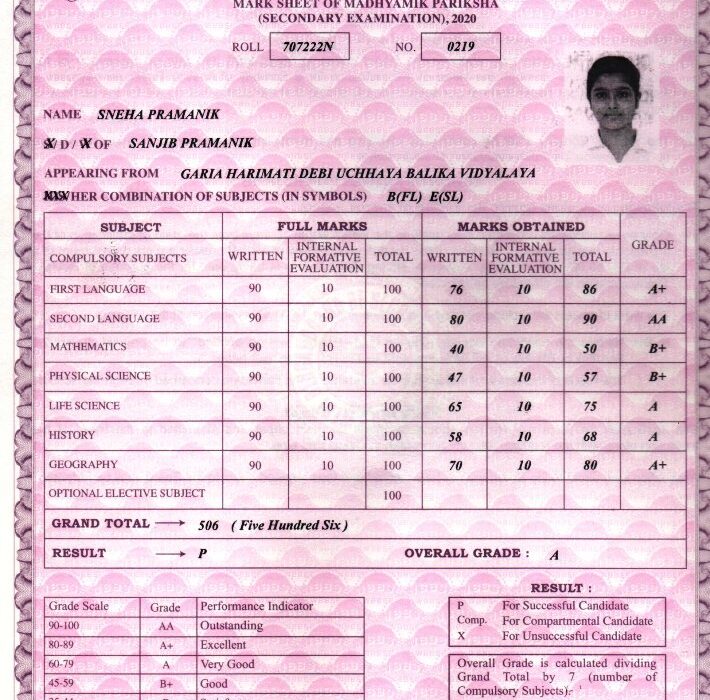 MARK SHEET OF MADHYAMIK PARIKSHA
(SECONDARY EXAMINATION), 2020
ROLL 707222N NO. 0219
NAME SNEHA PRAMANIK
S/ D / W OF SANJIB PRAMANIK
APPEARING FROM GARIA HARIMATI DEBI UCHHAYA BALIKA VIDYALAYA
HIS/HER COMBINATION OF SUBJECTS (IN SYMBOLS) B(FL) E(SL)
SUBJECT FULL MARKS MARKS OBTAINED GRADE
COMPULSORY SUBJECTS WRITTEN INTERNAL FORMATIVE EVALUATION TOTAL WRITTEN INTERNAL FORMATIVE EVALUATION TOTAL
FIRST LANGUAGE 90 10 100 76 10 86 A+
SECOND LANGUAGE 90 10 100 80 10 90 AA
MATHEMATICS 90 10 100 40 10 50 B+
PHYSICAL SCIENCE 90 10 100 47 10 57 B+
LIFE SCIENCE 90 10 100 65 10 75 A
HISTORY 90 10 100 58 10 68 A
GEOGRAPHY 90 10 100 70 10 80 A+
OPTIONAL ELECTIVE SUBJECT 100
GRAND TOTAL → 506 ( Five Hundred Six )
RESULT → P OVERALL GRADE : A
RESULT :
Grade Scale Grade Performance Indicator
90-100 AA Outstanding
80-89 A+ Excellent
60-79 A Very Good
45-59 B+ Good
P For Successful Candidate
Comp. For Compartmental Candidate
X For Unsuccessful Candidate
Overall Grade is calculated dividing
Grand Total by 7 (number of
Compulsory Subjects).